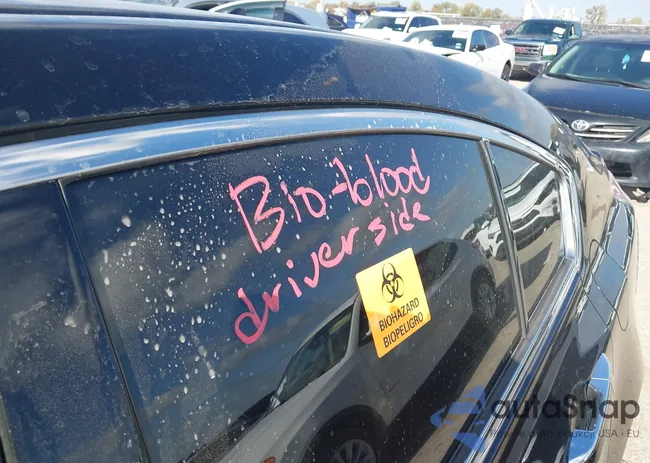 Bio-blood
driver side
BIOHAZARD
BIOPELIGRO
autoSnap